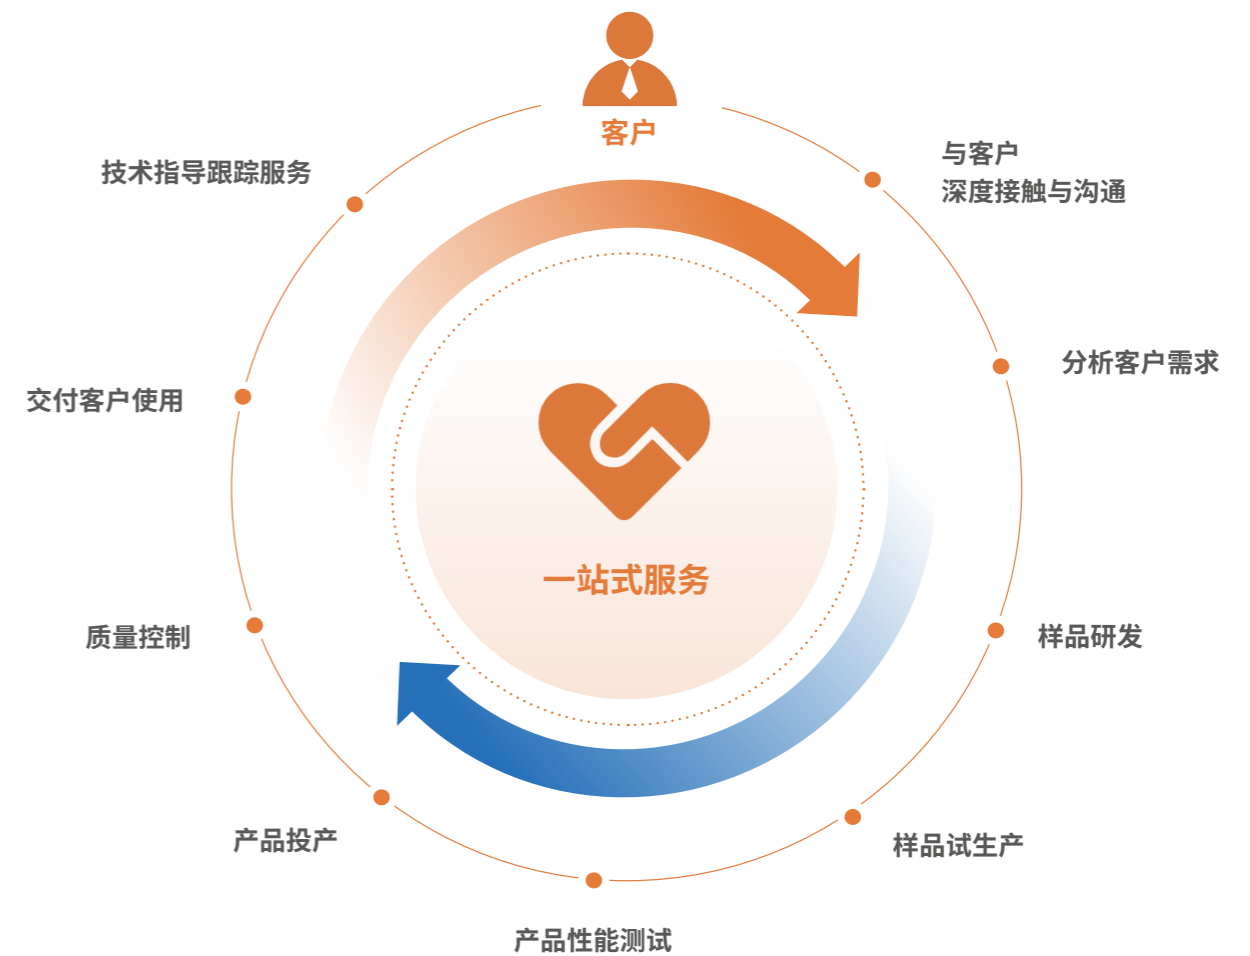 客户
与客户
深度接触与沟通
分析客户需求
样品研发
样品试生产
产品性能测试
产品投产
质量控制
交付客户使用
技术指导跟踪服务
一站式服务